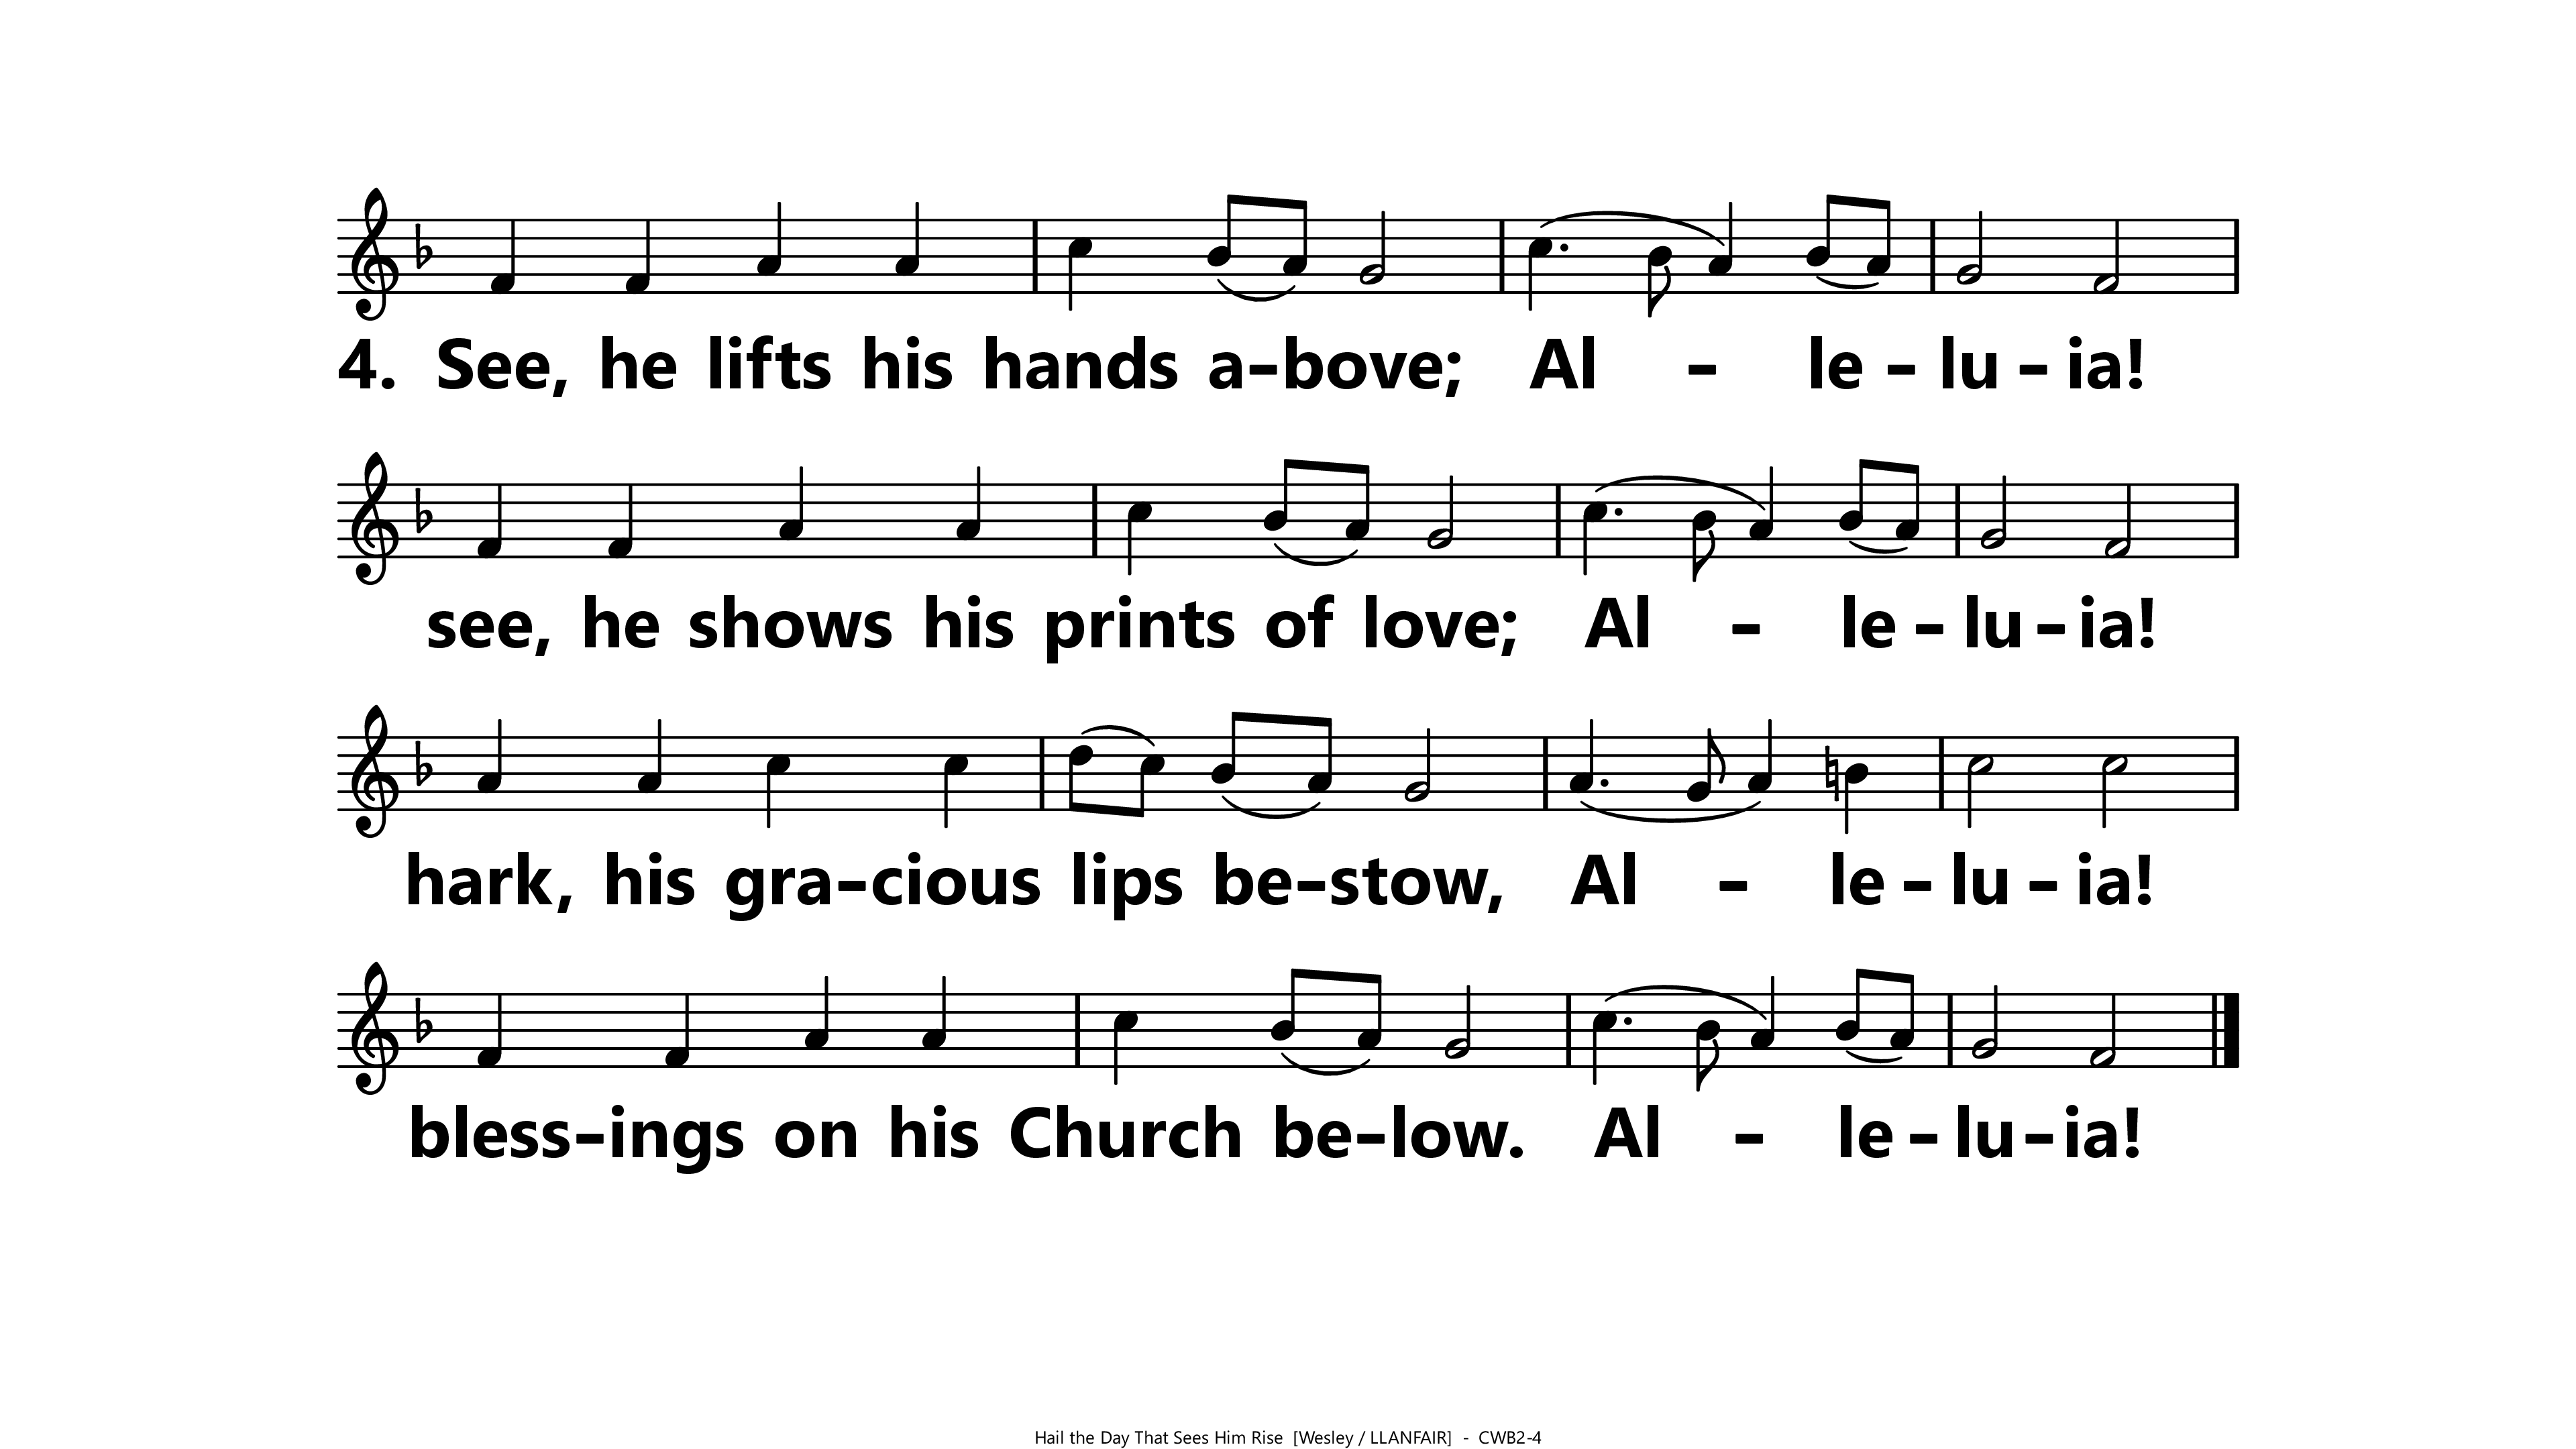 4. See, he lifts his hands a-bove; Al - le - lu - ia!
see, he shows his prints of love; Al - le - lu - ia!
hark, his gra-cious lips be-stow, Al - le - lu - ia!
bless-ings on his Church be-low. Al - le - lu - ia!
Hail the Day That Sees Him Rise [Wesley / LLANFAIR] - CWB2-4